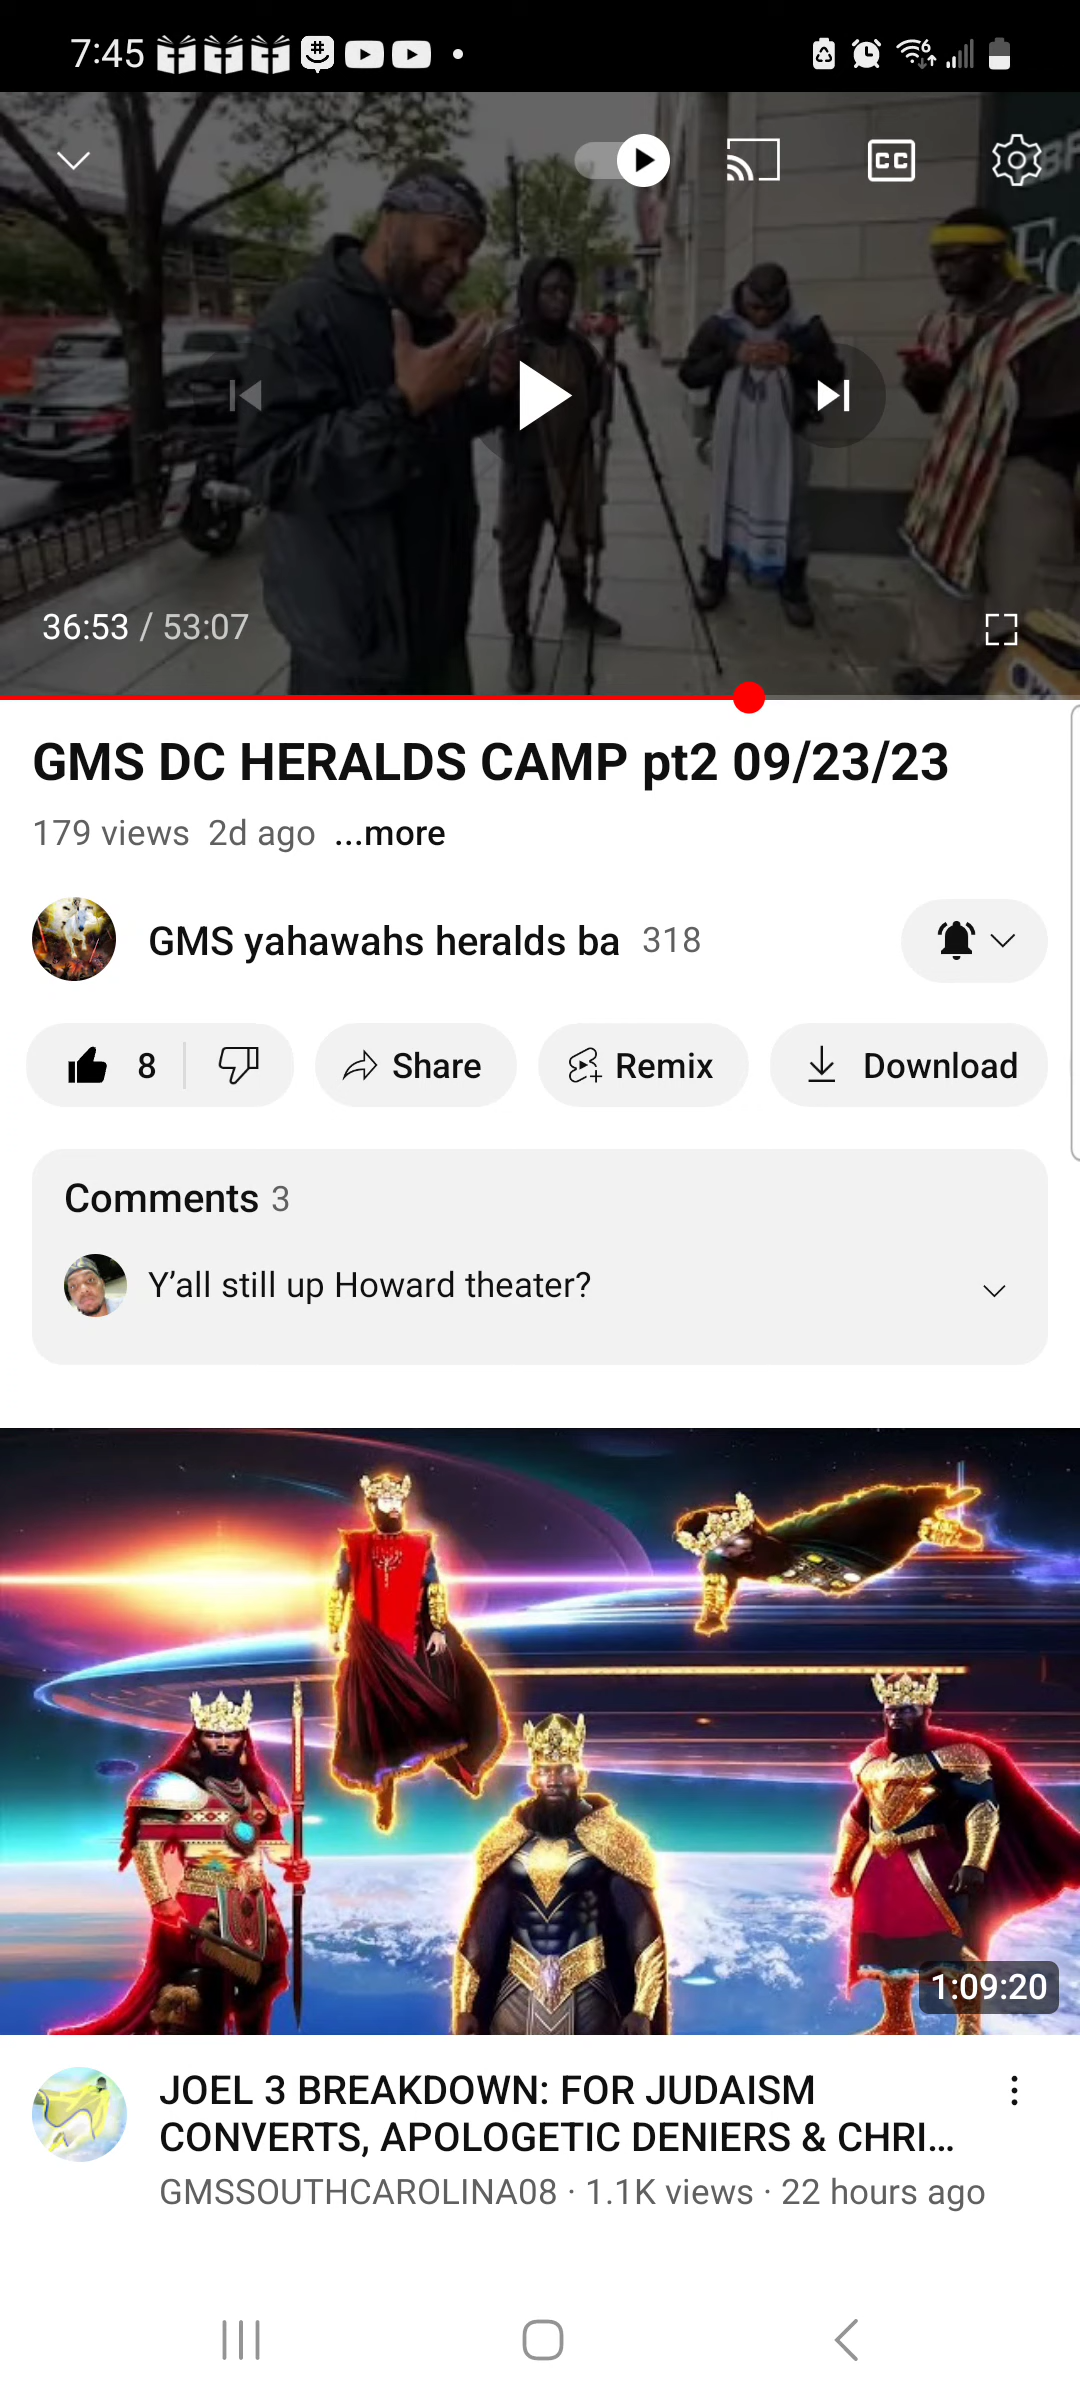 7:45
CC
36:53 / 53:07
GMS DC HERALDS CAMP pt2 09/23/23
179 views 2d ago ...more
GMS yahawahs heralds ba 318
8 Share Remix Download
Comments 3
Y'all still up Howard theater?
1:09:20
JOEL 3 BREAKDOWN: FOR JUDAISM
CONVERTS, APOLOGETIC DENIERS & CHRI...
GMSSOUTHCAROLINA08 · 1.1K views · 22 hours ago